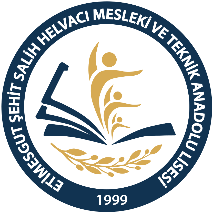 ETİMESGUT ŞEHİT SALİH HELVACI MESLEKİ VE TEKNİK ANADOLU LİSESİ
1999